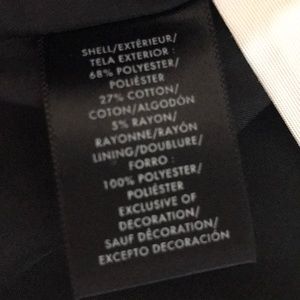 SHELL/EXTÉRIEUR/
TELA EXTERIOR :
68% POLYESTER/
POLIÉSTER
27% COTTON/
COTON/ALGODÓN
5% RAYON/
RAYONNE/RAYÓN
LINING/DOUBLURE/
FORRO :
100% POLYESTER/
POLIÉSTER
EXCLUSIVE OF
DECORATION/
SAUF DÉCORATION/
EXCEPTO DECORACIÓN